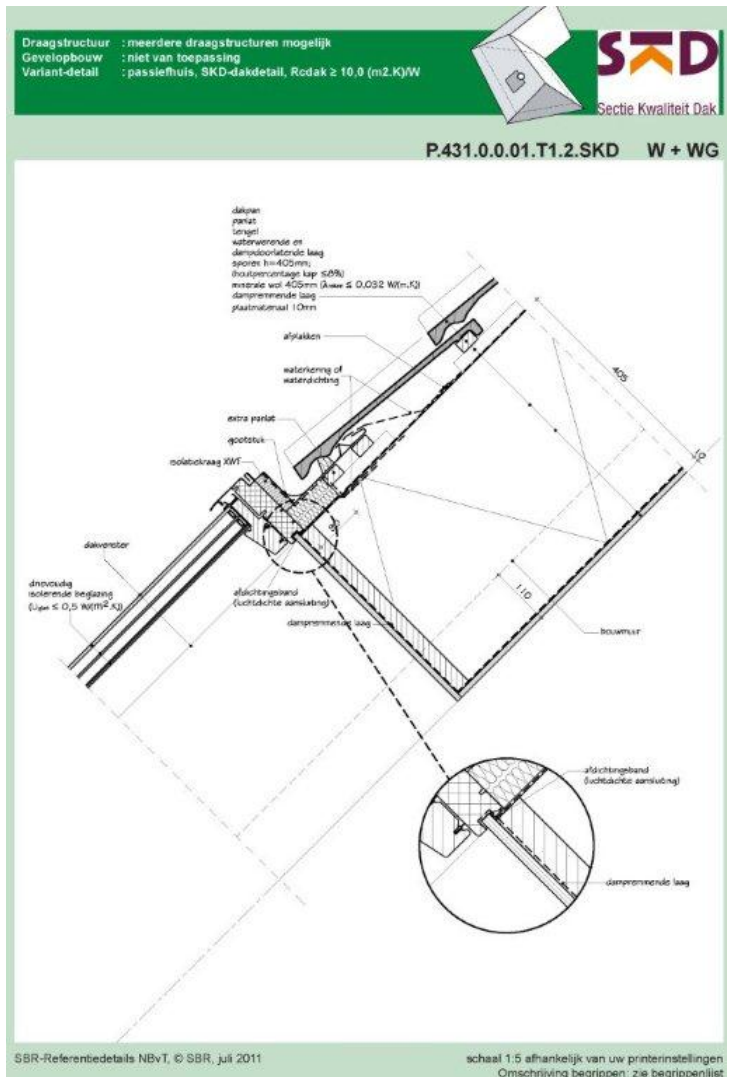 Draagstructuur : meerdere draagstructuren mogelijk
Gevelopbouw : niet van toepassing
Variant-detail : passiefhuis, SKD-dakdetail, Rcdak ≥ 10,0 (m2.K)/W
SKD
Sectie Kwaliteit Dak
P.431.0.0.01.T1.2.SKD W + WG
dakpan
panlat
tengel
waterwerende en
dampdoorlatende laag
sporen h=405mm;
(houtpercentage kap ≤8%)
minerale wol 405mm ≤ 0,032 W/(m.K))
dampremmende laag
plaatmateriaal 10mm
afplakken
waterkering of
waterdichting
extra panlat
gootstuk
isolatiekraag XWT
405
10
dakvenster
drievoudig
isolerende beglazing
≤ 0,5 W/(m².K))
afdichtingsband
(luchtdichte aansluiting)
dampremmende laag
110
bouwmuur
afdichtingsband
(luchtdichte aansluiting)
dampremmende laag
SBR-Referentiedetails NBvT, © SBR, juli 2011
schaal 1:5 afhankelijk van uw printerinstellingen
Omschrijving begrippen: zie begrippenlijst